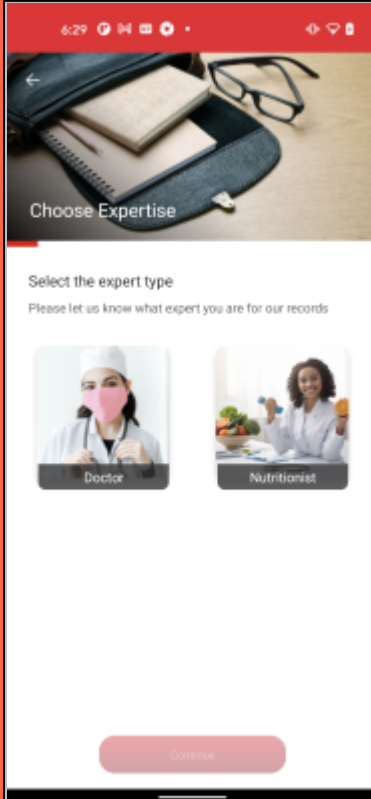 6:29
Choose Expertise
Select the expert type
Please let us know what expert you are for our records
Doctor
Nutritionist
Continue